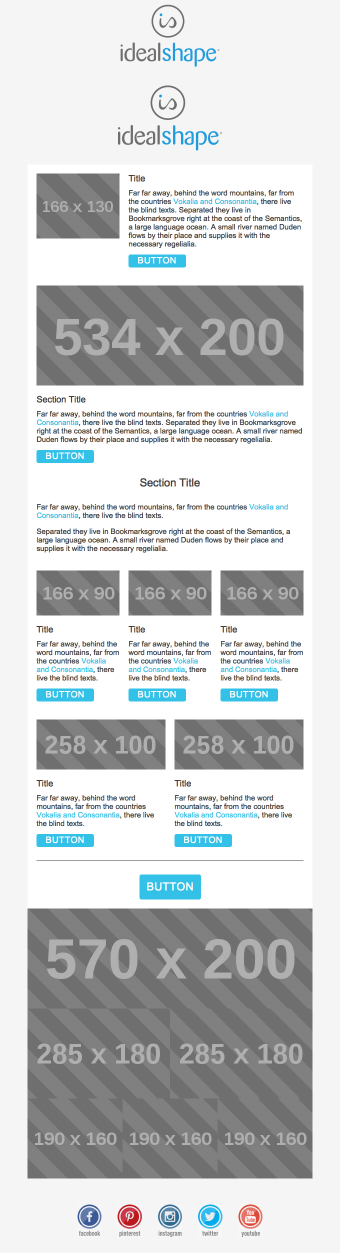 is
idealshape
is
idealshape
166 x 130
Title
Far far away, behind the word mountains, far from
the countries Vokalia and Consonantia, there live
the blind texts. Separated they live in
Bookmarksgrove right at the coast of the Semantics,
a large language ocean. A small river named Duden
flows by their place and supplies it with the
necessary regelialia.
BUTTON
534 x 200
Section Title
Far far away, behind the word mountains, far from the countries Vokalia and
Consonantia, there live the blind texts. Separated they live in Bookmarksgrove
right at the coast of the Semantics, a large language ocean. A small river named
Duden flows by their place and supplies it with the necessary regelialia.
BUTTON
Section Title
Far far away, behind the word mountains, far from the countries Vokalia and
Consonantia, there live the blind texts.
Separated they live in Bookmarksgrove right at the coast of the Semantics, a
large language ocean. A small river named Duden flows by their place and
supplies it with the necessary regelialia.
166 x 90
Title
Far far away, behind the
word mountains, far from
the countries Vokalia
and Consonantia, there
live the blind texts.
BUTTON
166 x 90
Title
Far far away, behind the
word mountains, far from
the countries Vokalia
and Consonantia, there
live the blind texts.
BUTTON
166 x 90
Title
Far far away, behind the
word mountains, far from
the countries Vokalia
and Consonantia, there
live the blind texts.
BUTTON
258 x 100
Title
Far far away, behind the word
mountains, far from the countries
Vokalia and Consonantia, there live
the blind texts.
BUTTON
258 x 100
Title
Far far away, behind the word
mountains, far from the countries
Vokalia and Consonantia, there live
the blind texts.
BUTTON
BUTTON
570 x 200
285 x 180
285 x 180
190 x 160
190 x 160
190 x 160
facebook
pinterest
instagram
twitter
You Tube
youtube